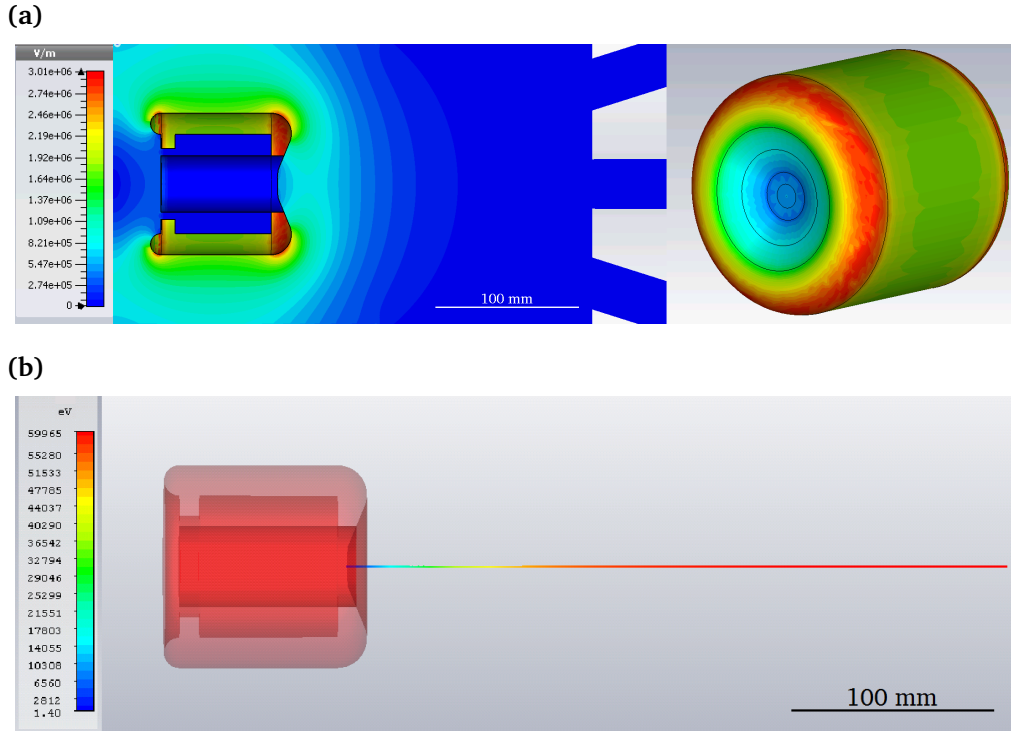 (a)
V/m
3.01e+06
2.74e+06
2.46e+06
2.19e+06
1.92e+06
1.64e+06
1.37e+06
1.09e+06
8.21e+05
5.47e+05
2.74e+05
0
100 mm
(b)
eV
59965
55280
51533
47785
44037
40290
36542
32794
29046
25299
21551
17803
14055
10308
6560
2812
1.40
100 mm